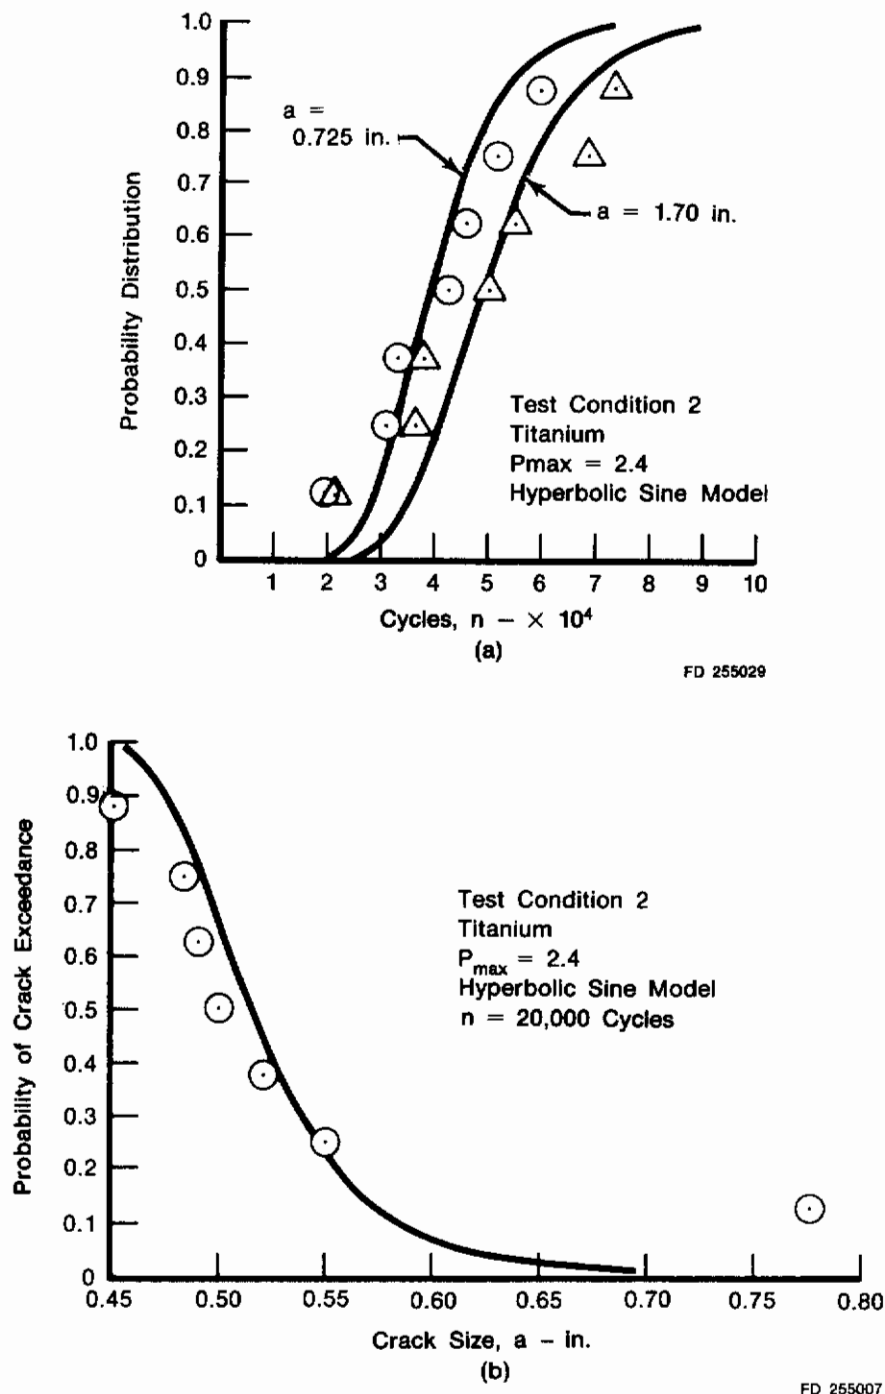 1.0
0.9
0.8
0.7
0.6
0.5
0.4
0.3
0.2
0.1
0
Probability Distribution
a =
0.725 in.
a = 1.70 in.
Test Condition 2
Titanium
Pmax = 2.4
Hyperbolic Sine Model
1 2 3 4 5 6 7 8 9 10
Cycles, n – × 10⁴
(a)
FD 255029
1.0
0.9
0.8
0.7
0.6
0.5
0.4
0.3
0.2
0.1
0
Probability of Crack Exceedance
Test Condition 2
Titanium
Pmax = 2.4
Hyperbolic Sine Model
n = 20,000 Cycles
0.45 0.50 0.55 0.60 0.65 0.70 0.75 0.80
Crack Size, a – in.
(b)
FD 255007